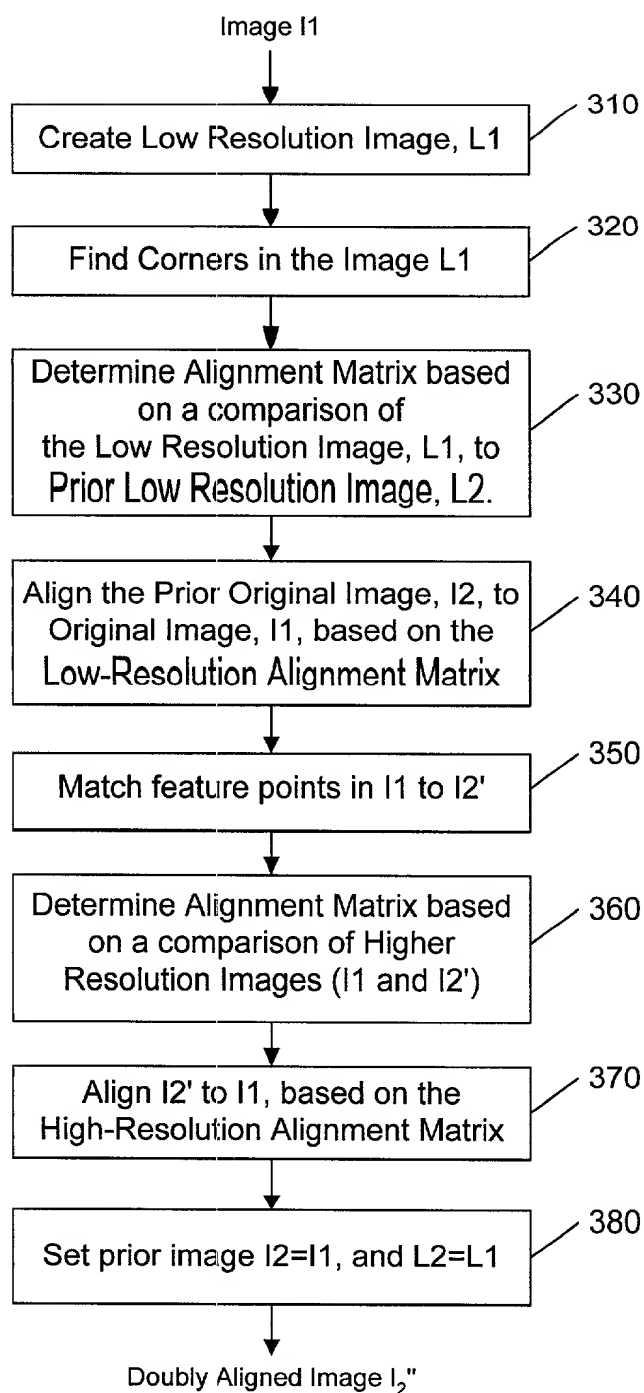 Image I1
310
Create Low Resolution Image, L1
320
Find Corners in the Image L1
330
Determine Alignment Matrix based
on a comparison of
the Low Resolution Image, L1, to
Prior Low Resolution Image, L2.
340
Align the Prior Original Image, I2, to
Original Image, I1, based on the
Low-Resolution Alignment Matrix
350
Match feature points in I1 to I2'
360
Determine Alignment Matrix based
on a comparison of Higher
Resolution Images (I1 and I2')
370
Align I2' to I1, based on the
High-Resolution Alignment Matrix
380
Set prior image I2=I1, and L2=L1
Doubly Aligned Image I₂"